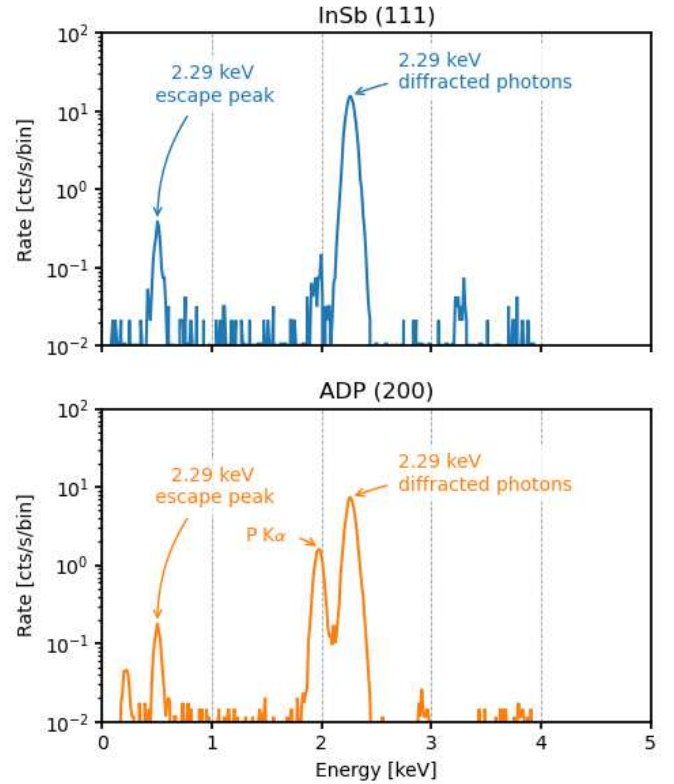 InSb (111)
10²
2.29 keV
escape peak
2.29 keV
diffracted photons
10¹
10⁰
10⁻¹
10⁻²
Rate [cts/s/bin]
ADP (200)
10²
2.29 keV
escape peak
2.29 keV
diffracted photons
P Kα
10¹
10⁰
10⁻¹
10⁻²
Rate [cts/s/bin]
0 1 2 3 4 5
Energy [keV]